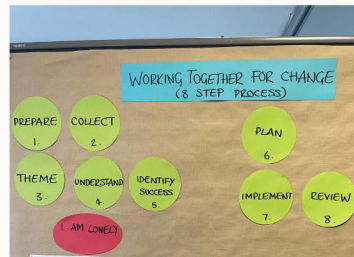 WORKING TOGETHER FOR CHANGE
(8 STEP PROCESS)
PREPARE
1.
COLLECT
2.
THEME
3.
UNDERSTAND
4.
IDENTIFY
SUCCESS
5.
PLAN
6.
IMPLEMENT
7.
REVIEW
8.
I AM LONELY